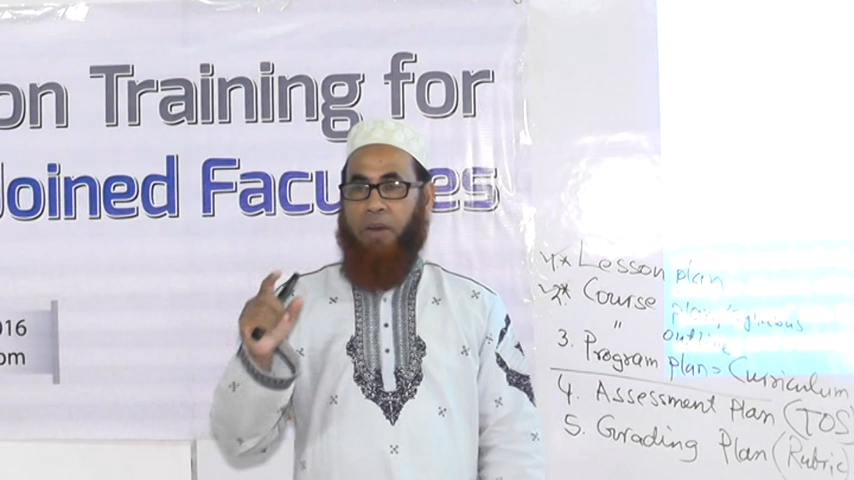 on Training for
Joined Facu es
016
om
1* Lesson plan
2* Course plan/
" outline
3. Program plan = Curriculum
4. Assessment Plan (TOS)
5. Grading Plan (Rubric)